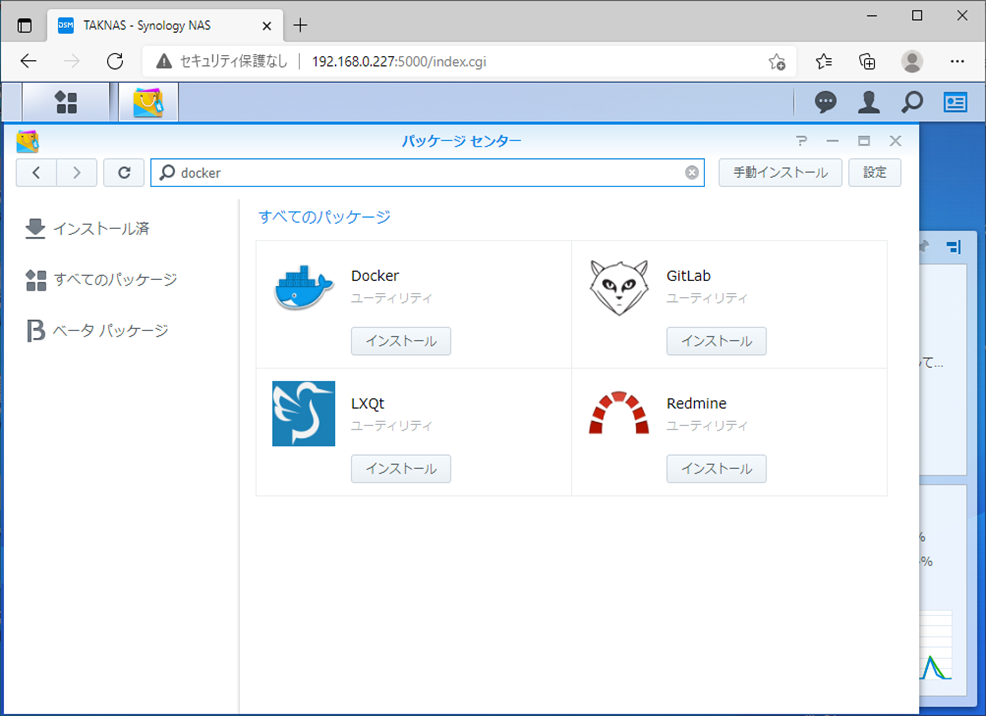 TAKNAS - Synology NAS
セキュリティ保護なし 192.168.0.227:5000/index.cgi
パッケージ センター
docker
手動インストール
設定
インストール済
すべてのパッケージ
ベータ パッケージ
すべてのパッケージ
Docker
ユーティリティ
インストール
GitLab
ユーティリティ
インストール
LXQt
ユーティリティ
インストール
Redmine
ユーティリティ
インストール
て...
%
%